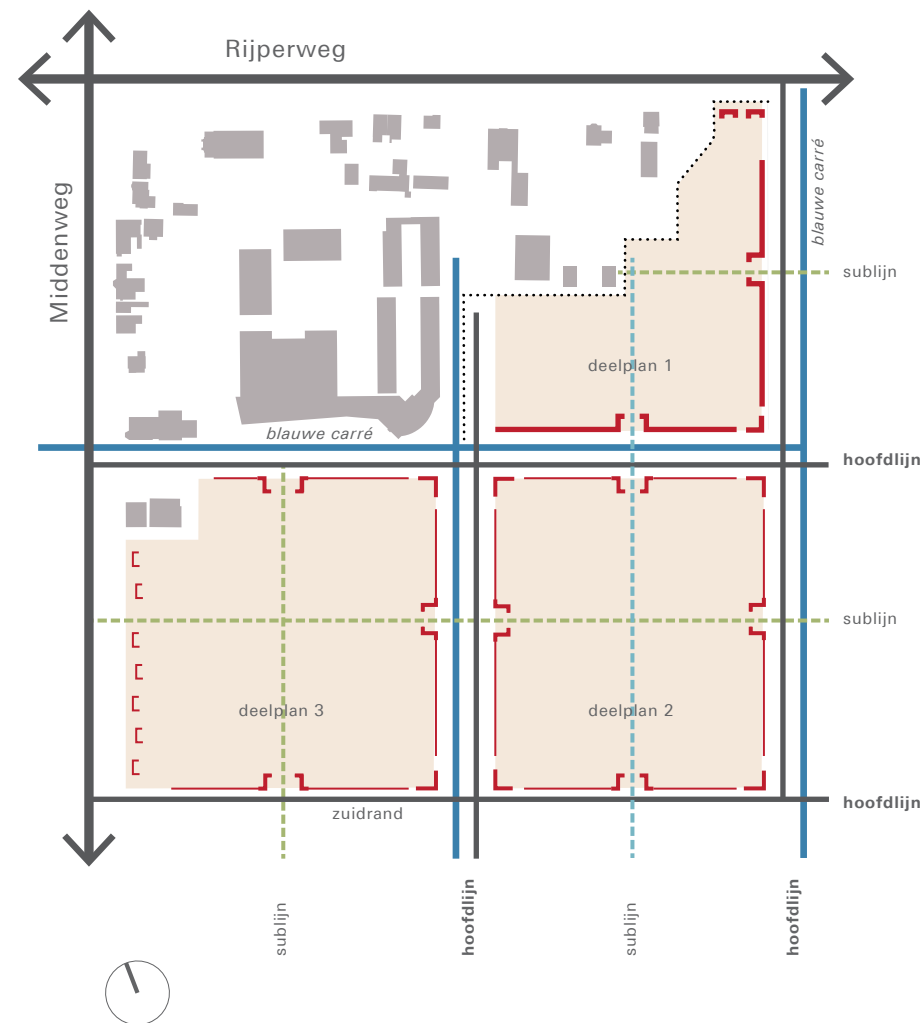 Rijperweg
Middenweg
blauwe carré
sublijn
deelplan 1
blauwe carré
hoofdlijn
sublijn
deelplan 3
deelplan 2
hoofdlijn
zuidrand
sublijn
hoofdlijn
sublijn
hoofdlijn